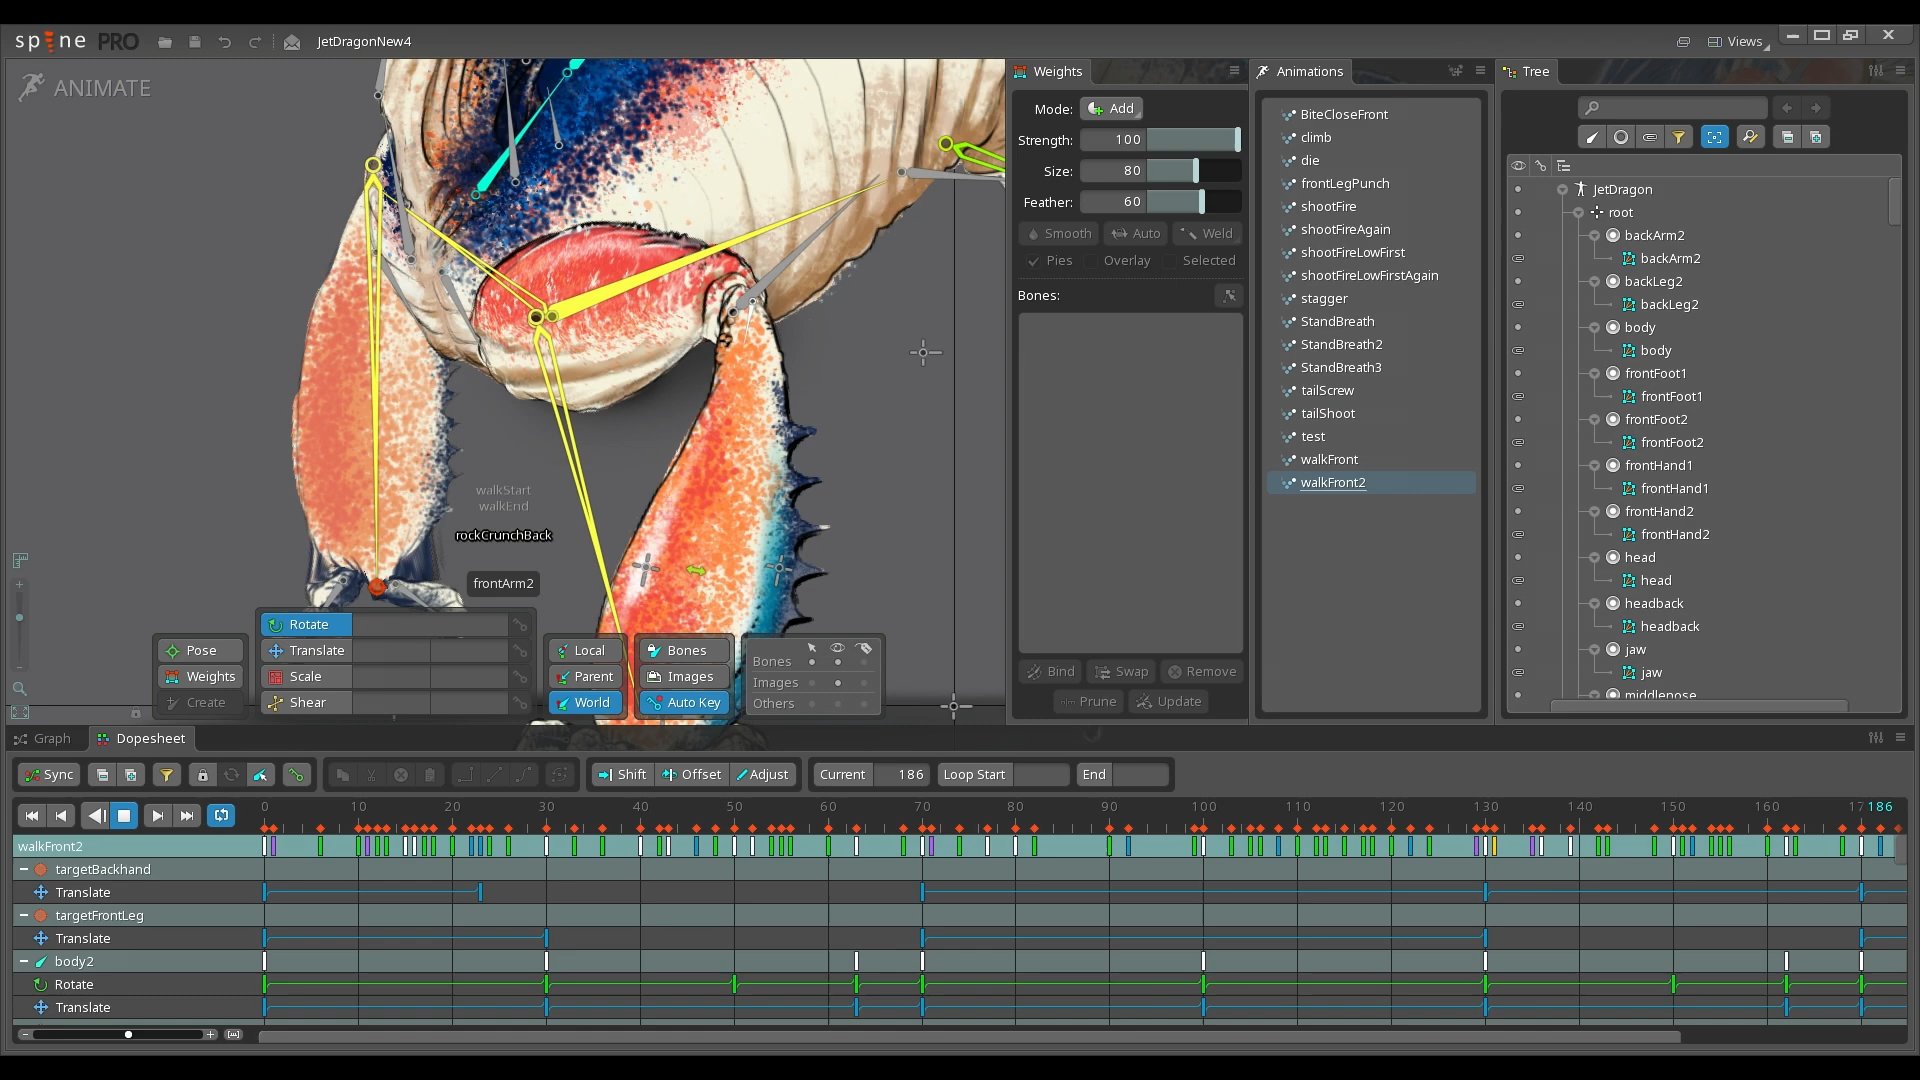 spine PRO
JetDragonNew4
Views
ANIMATE
walkStart
walkEnd
rockCrunchBack
frontArm2
Pose
Weights
Create
Rotate
Translate
Scale
Shear
Local
Parent
World
Bones
Images
Auto Key
Bones
Images
Others
Weights
Mode: Add
Strength: 100
Size: 80
Feather: 60
Smooth Auto Weld
Pies Overlay Selected
Bones:
Bind Swap Remove
Prune Update
Animations
BiteCloseFront
climb
die
frontLegPunch
shootFire
shootFireAgain
shootFireLowFirst
shootFireLowFirstAgain
stagger
StandBreath
StandBreath2
StandBreath3
tailScrew
tailShoot
test
walkFront
walkFront2
Tree
JetDragon
root
backArm2
backArm2
backLeg2
backLeg2
body
body
frontFoot1
frontFoot1
frontFoot2
frontFoot2
frontHand1
frontHand1
frontHand2
frontHand2
head
head
headback
headback
jaw
jaw
middlenose
Graph Dopesheet
Sync Shift Offset Adjust Current 186 Loop Start End
0 10 20 30 40 50 60 70 80 90 100 110 120 130 140 150 160 17 186
walkFront2
targetBackhand
Translate
targetFrontLeg
Translate
body2
Rotate
Translate